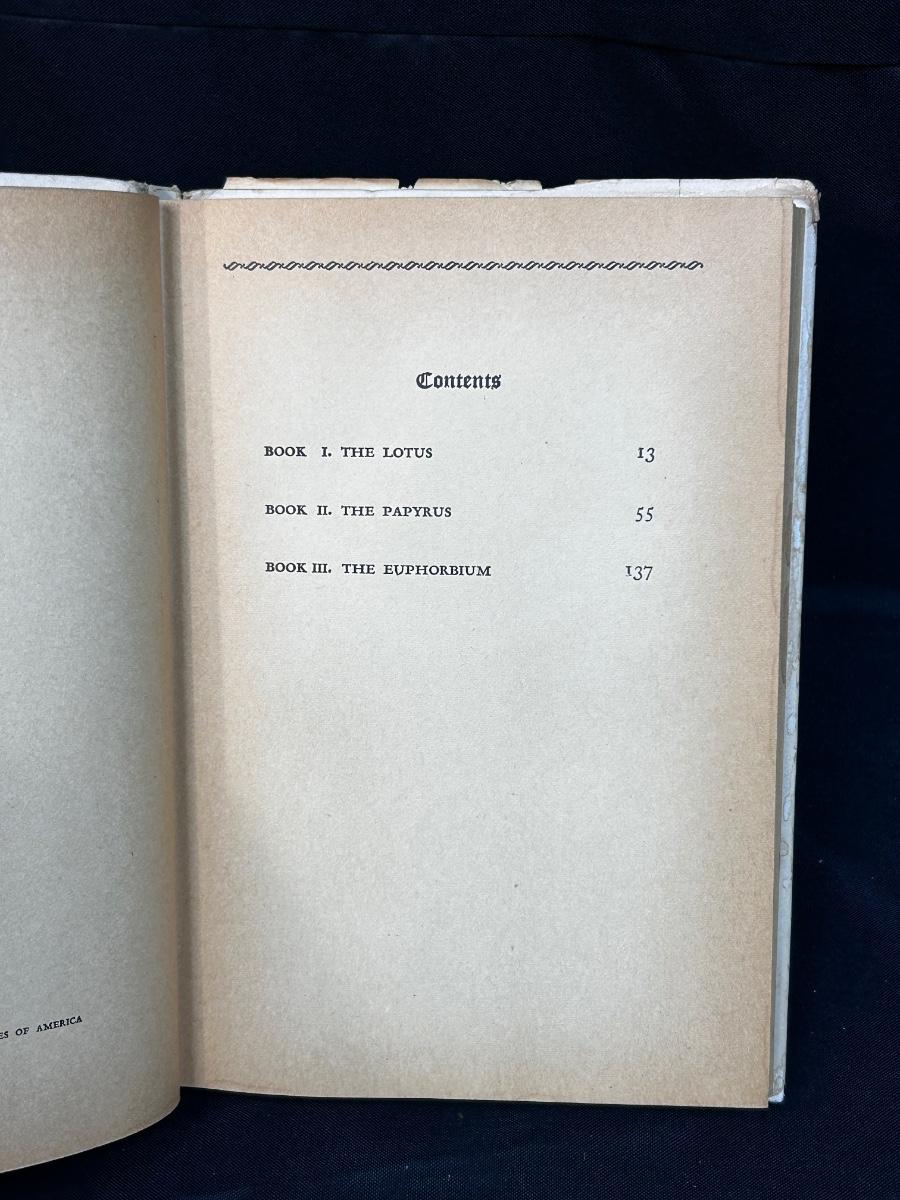 ES OF AMERICA
Contents
BOOK I. THE LOTUS 13
BOOK II. THE PAPYRUS 55
BOOK III. THE EUPHORBIUM 137